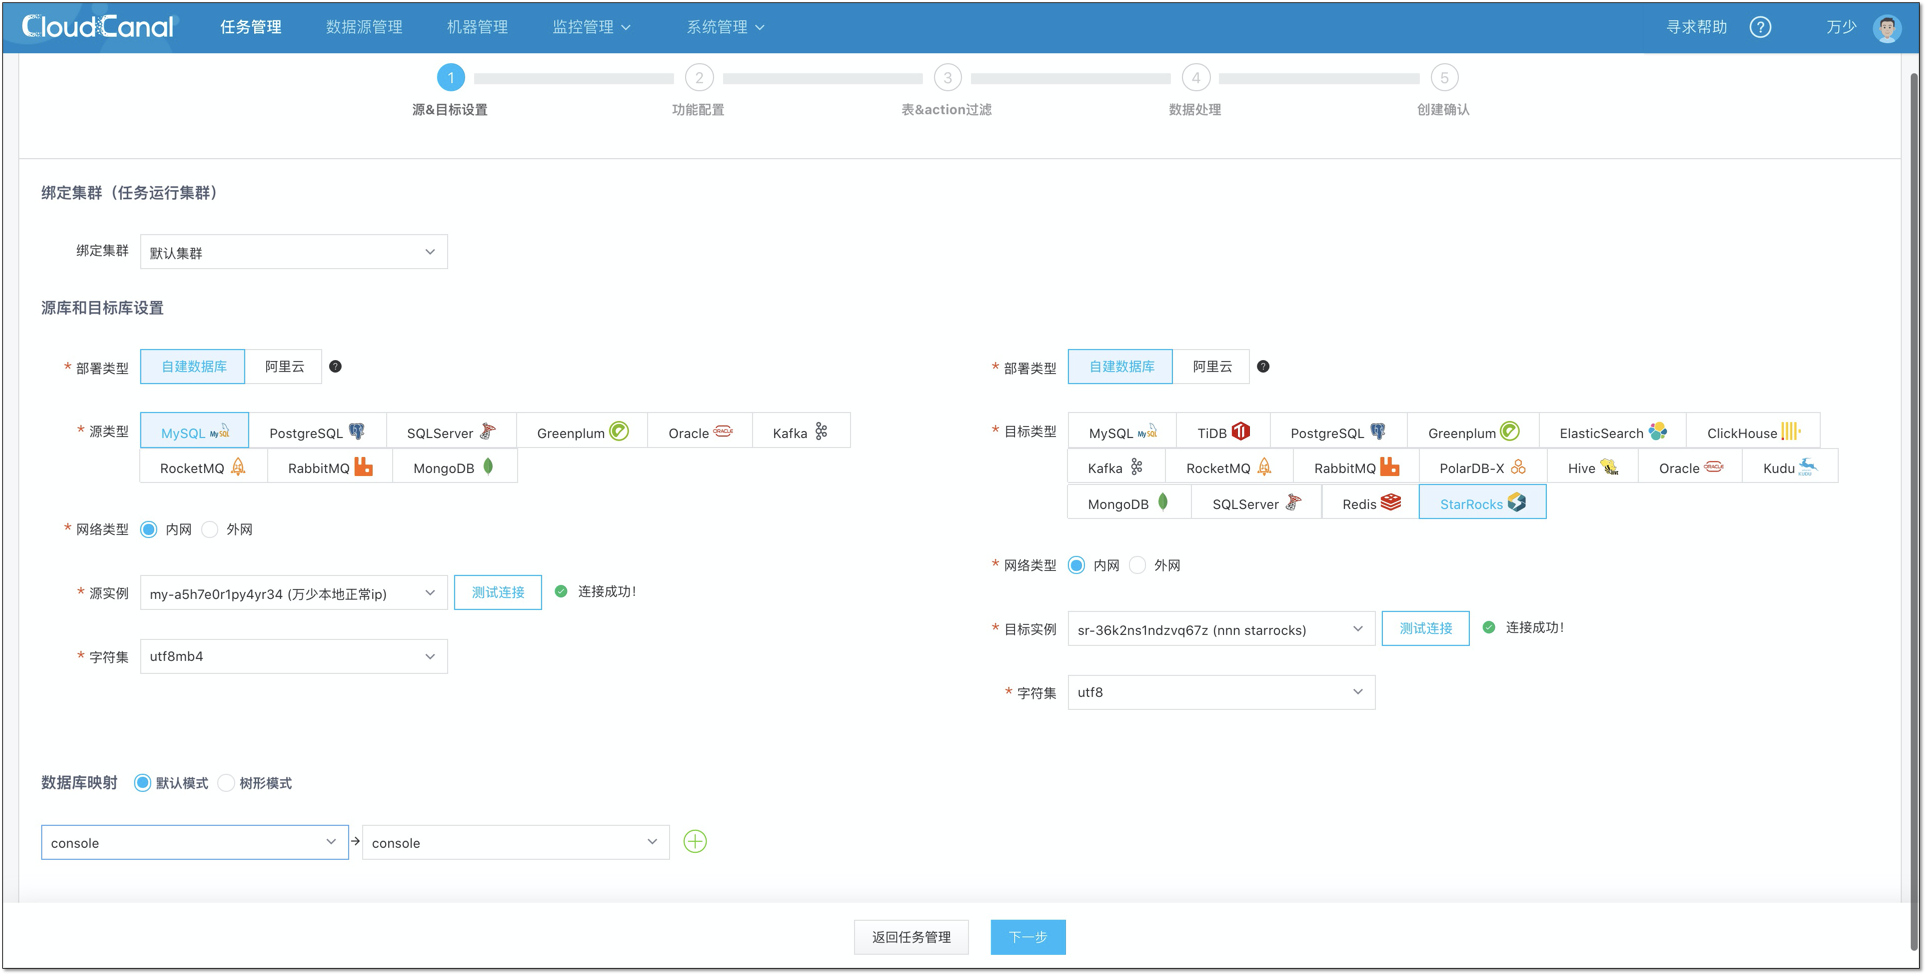 CloudCanal 任务管理 数据源管理 机器管理 监控管理 系统管理 寻求帮助 ? 万少
1 2 3 4 5
源&目标设置 功能配置 表&action过滤 数据处理 创建确认
绑定集群（任务运行集群）
绑定集群 默认集群
源库和目标库设置
* 部署类型 自建数据库 阿里云 ?
* 源类型 MySQL MySQL PostgreSQL SQLServer Greenplum Oracle ORACLE Kafka
RocketMQ RabbitMQ MongoDB
* 网络类型 内网 外网
* 源实例 my-a5h7e0r1py4yr34 (万少本地正常ip) 测试连接 连接成功!
* 字符集 utf8mb4
* 部署类型 自建数据库 阿里云 ?
* 目标类型 MySQL MySQL TiDB PostgreSQL Greenplum ElasticSearch ClickHouse
Kafka RocketMQ RabbitMQ PolarDB-X Hive HIVE Oracle ORACLE Kudu
MongoDB SQLServer Redis StarRocks
* 网络类型 内网 外网
* 目标实例 sr-36k2ns1ndzvq67z (nnn starrocks) 测试连接 连接成功!
* 字符集 utf8
数据库映射 默认模式 树形模式
console → console
返回任务管理 下一步